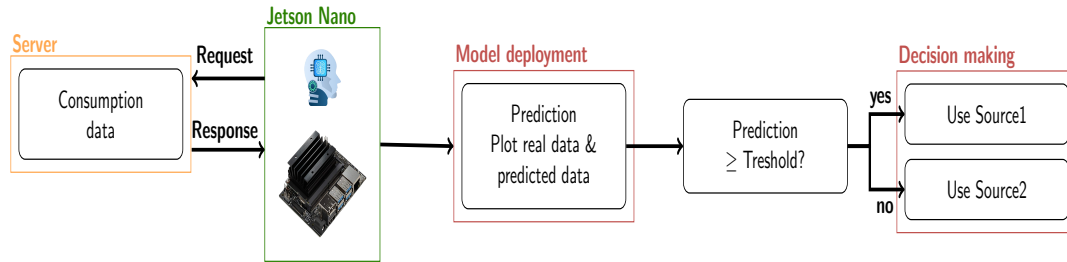 Jetson Nano
Server
Request
Consumption
data
Response
Model deployment
Prediction
Plot real data &
predicted data
Prediction
≥ Treshold?
yes
no
Decision making
Use Source1
Use Source2